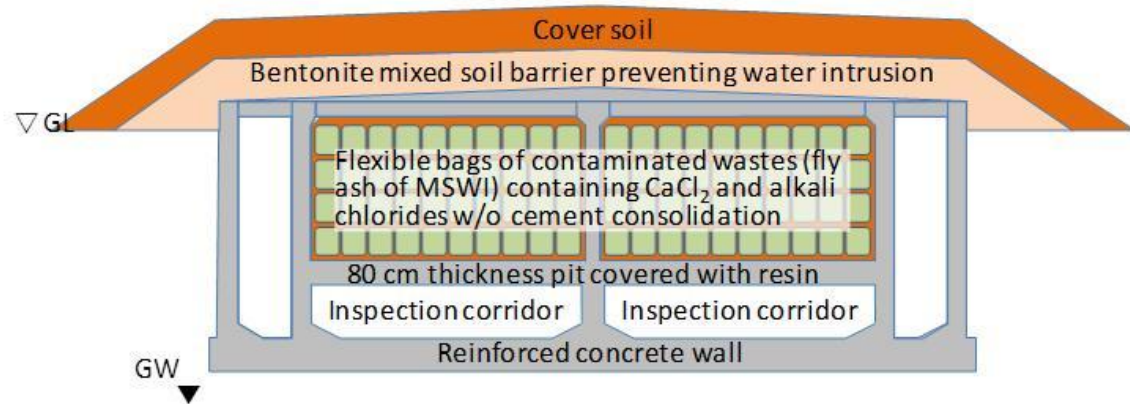 Cover soil
Bentonite mixed soil barrier preventing water intrusion
▽ GL
Flexible bags of contaminated wastes (fly
ash of MSWI) containing CaCl₂ and alkali
chlorides w/o cement consolidation
80 cm thickness pit covered with resin
Inspection corridor
Inspection corridor
Reinforced concrete wall
GW
▼